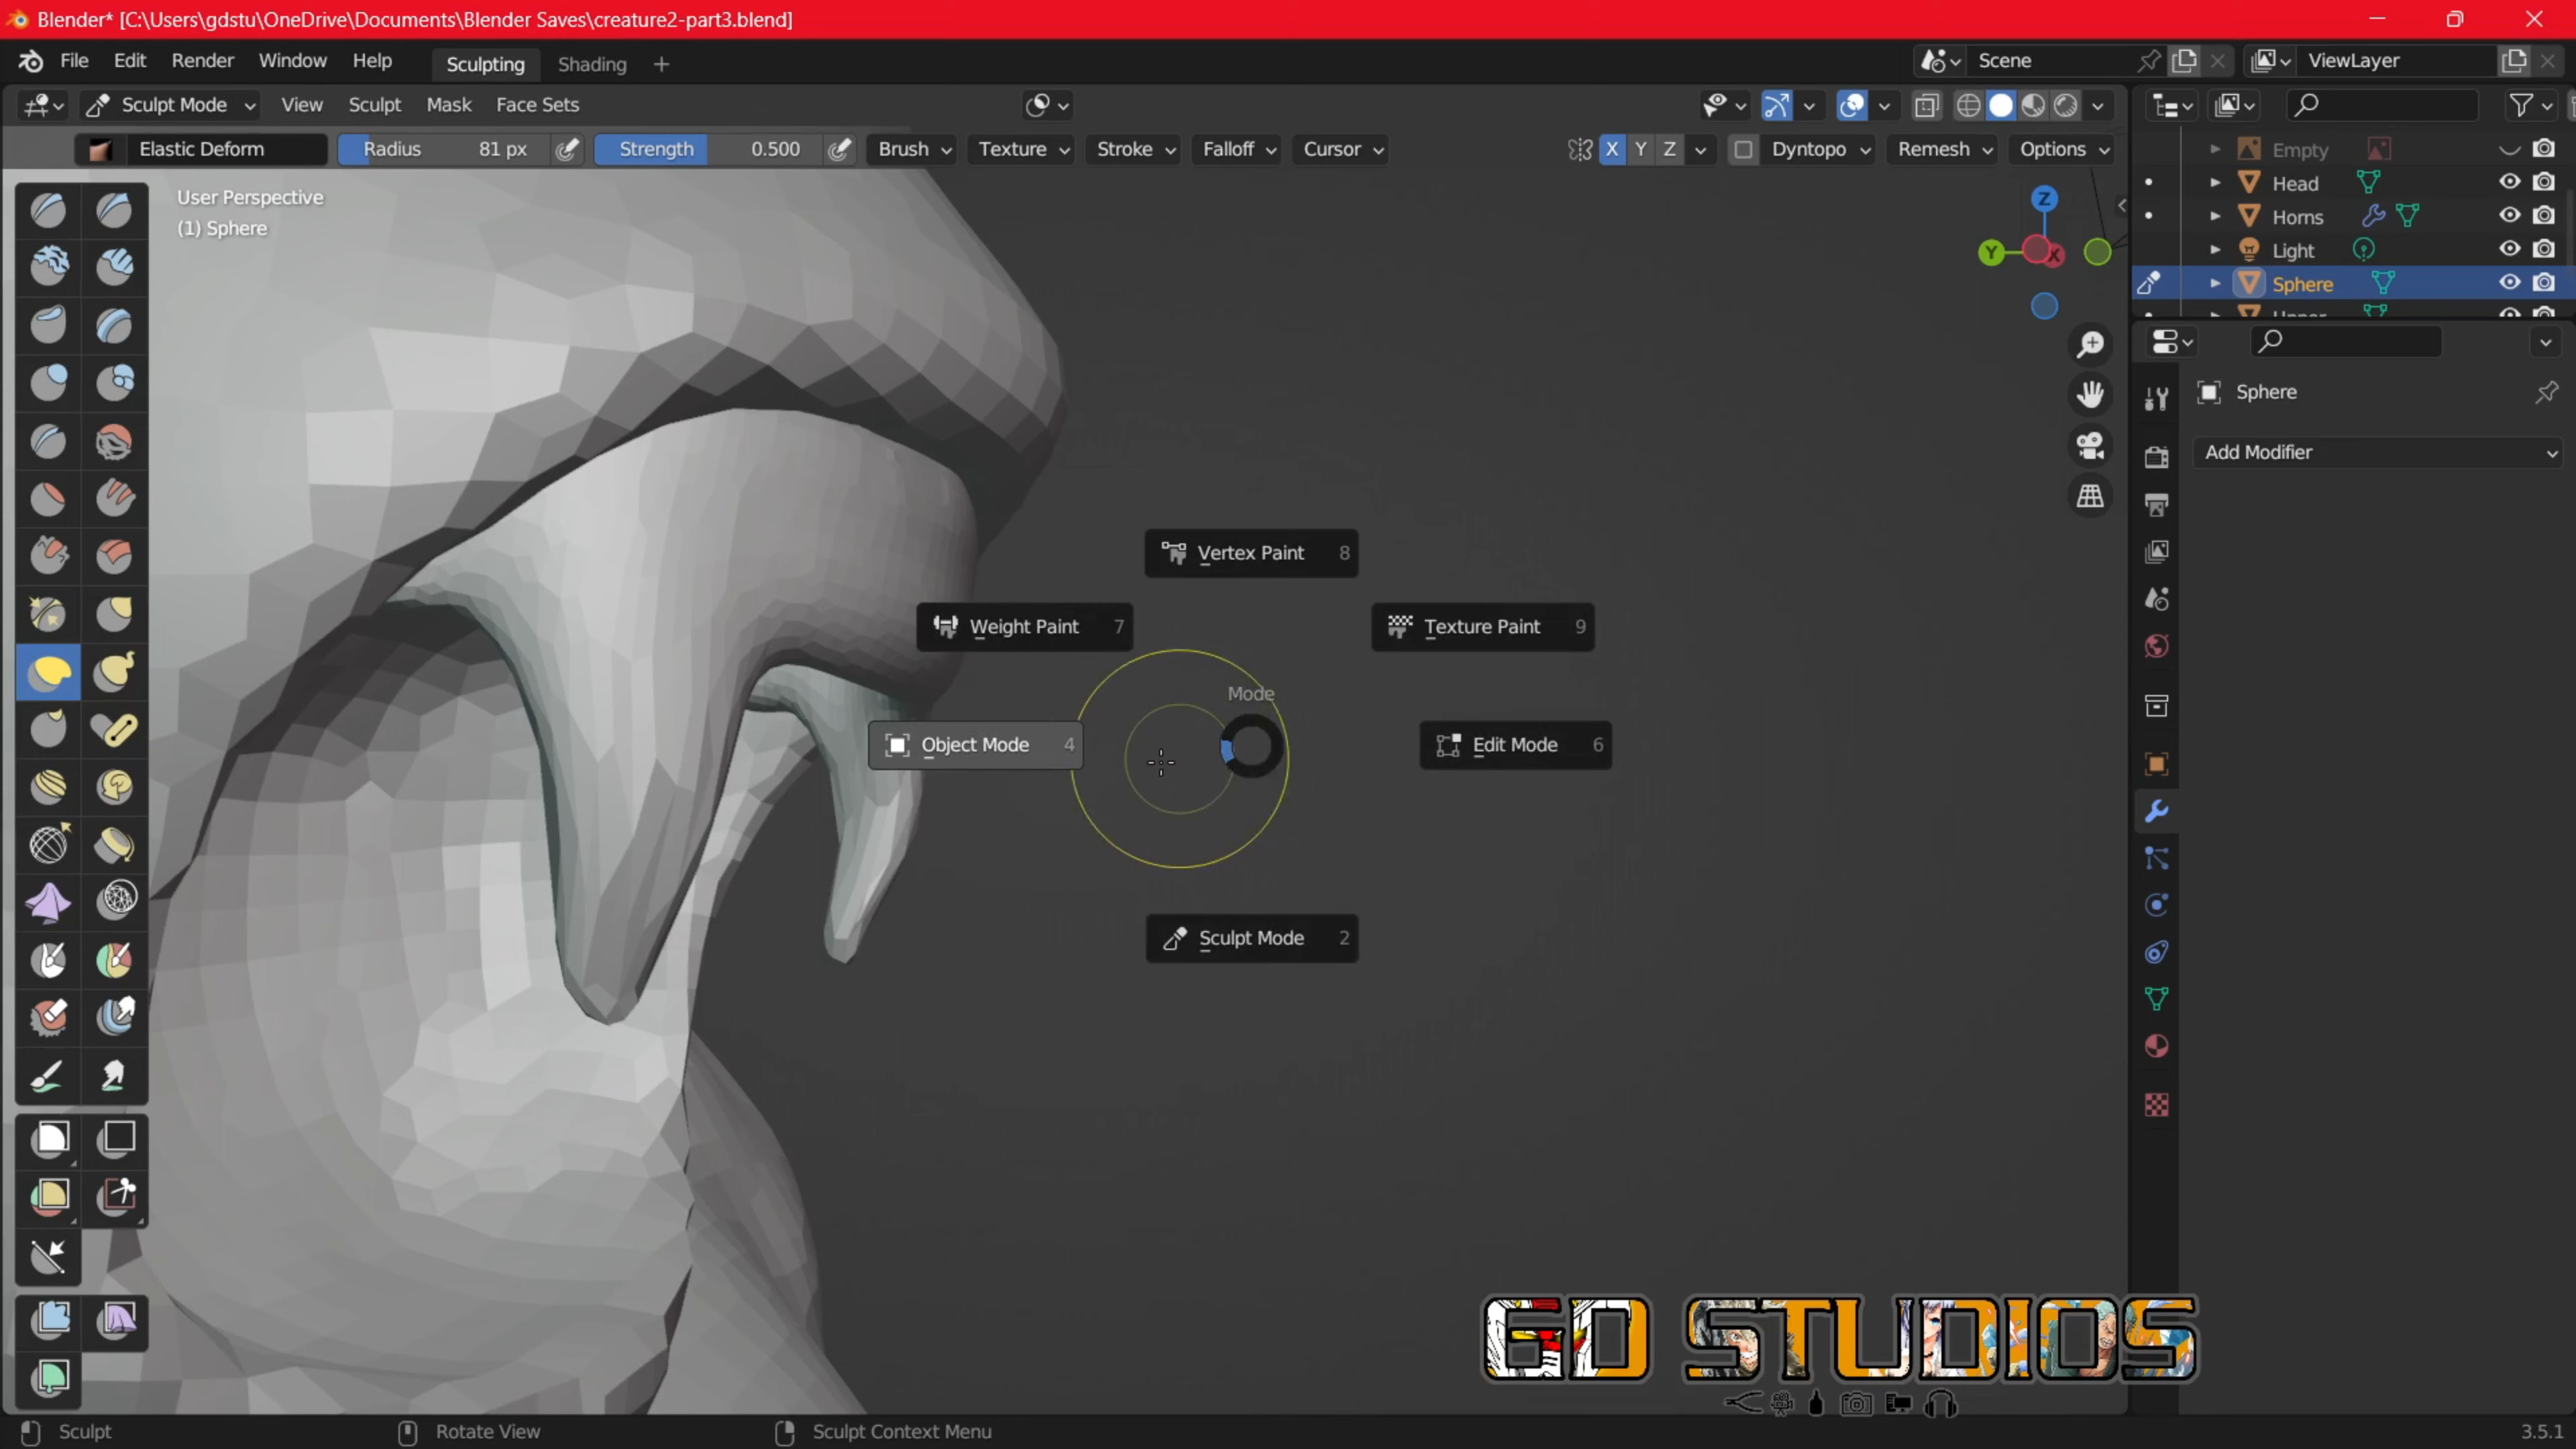 Blender* [C:\Users\gdstu\OneDrive\Documents\Blender Saves\creature2-part3.blend]
File Edit Render Window Help Sculpting Shading + Scene ViewLayer
Sculpt Mode View Sculpt Mask Face Sets
Elastic Deform Radius 81 px Strength 0.500 Brush Texture Stroke Falloff Cursor X Y Z Dyntopo Remesh Options
Empty
Head
Horns
Light
Sphere
User Perspective
(1) Sphere
Z
Y
X
Sphere
Add Modifier
Vertex Paint 8
Weight Paint 7
Texture Paint 9
Mode
Object Mode 4
Edit Mode 6
Sculpt Mode 2
GD STUDIOS
Sculpt Rotate View Sculpt Context Menu 3.5.1